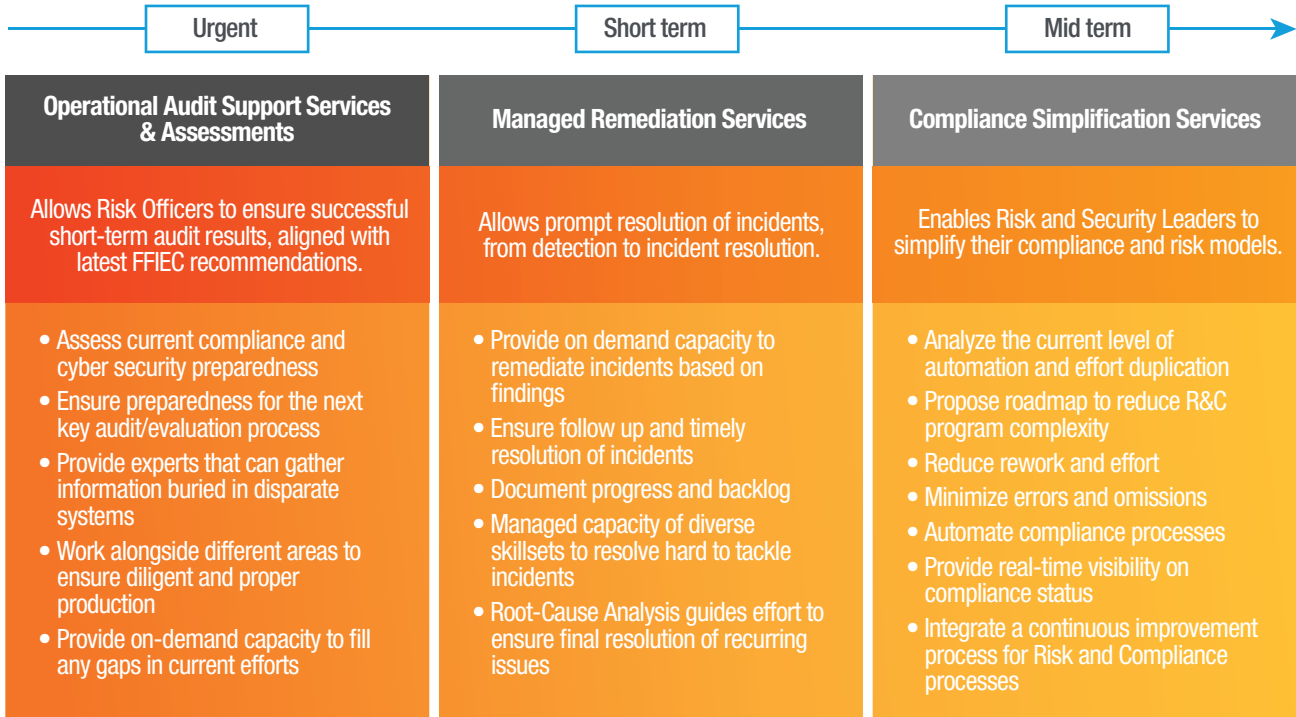 Urgent
Short term
Mid term
Operational Audit Support Services
& Assessments
Allows Risk Officers to ensure successful
short-term audit results, aligned with
latest FFIEC recommendations.
• Assess current compliance and
cyber security preparedness
• Ensure preparedness for the next
key audit/evaluation process
• Provide experts that can gather
information buried in disparate
systems
• Work alongside different areas to
ensure diligent and proper
production
• Provide on-demand capacity to fill
any gaps in current efforts
Managed Remediation Services
Allows prompt resolution of incidents,
from detection to incident resolution.
• Provide on demand capacity to
remediate incidents based on
findings
• Ensure follow up and timely
resolution of incidents
• Document progress and backlog
• Managed capacity of diverse
skillsets to resolve hard to tackle
incidents
• Root-Cause Analysis guides effort to
ensure final resolution of recurring
issues
Compliance Simplification Services
Enables Risk and Security Leaders to
simplify their compliance and risk models.
• Analyze the current level of
automation and effort duplication
• Propose roadmap to reduce R&C
program complexity
• Reduce rework and effort
• Minimize errors and omissions
• Automate compliance processes
• Provide real-time visibility on
compliance status
• Integrate a continuous improvement
process for Risk and Compliance
processes